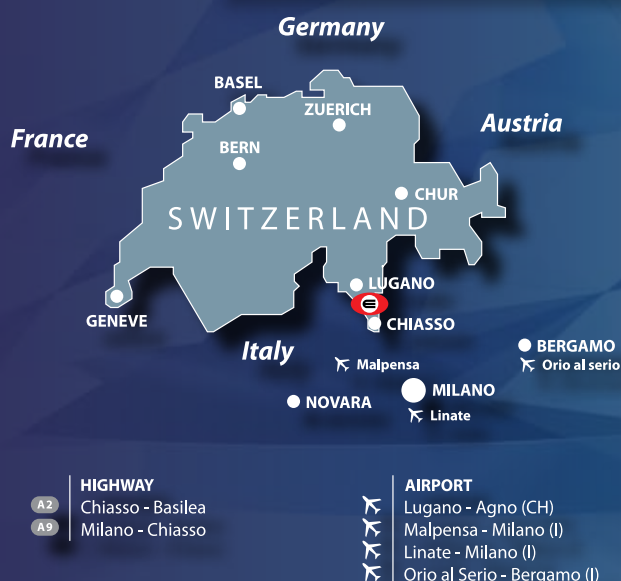 Germany
BASEL
ZUERICH
France
Austria
BERN
CHUR
SWITZERLAND
LUGANO
GENEVE
CHIASSO
Italy
BERGAMO
Malpensa
Orio al serio
MILANO
NOVARA
Linate
HIGHWAY
A2 Chiasso - Basilea
A9 Milano - Chiasso
AIRPORT
Lugano - Agno (CH)
Malpensa - Milano (I)
Linate - Milano (I)
Orio al Serio - Bergamo (I)